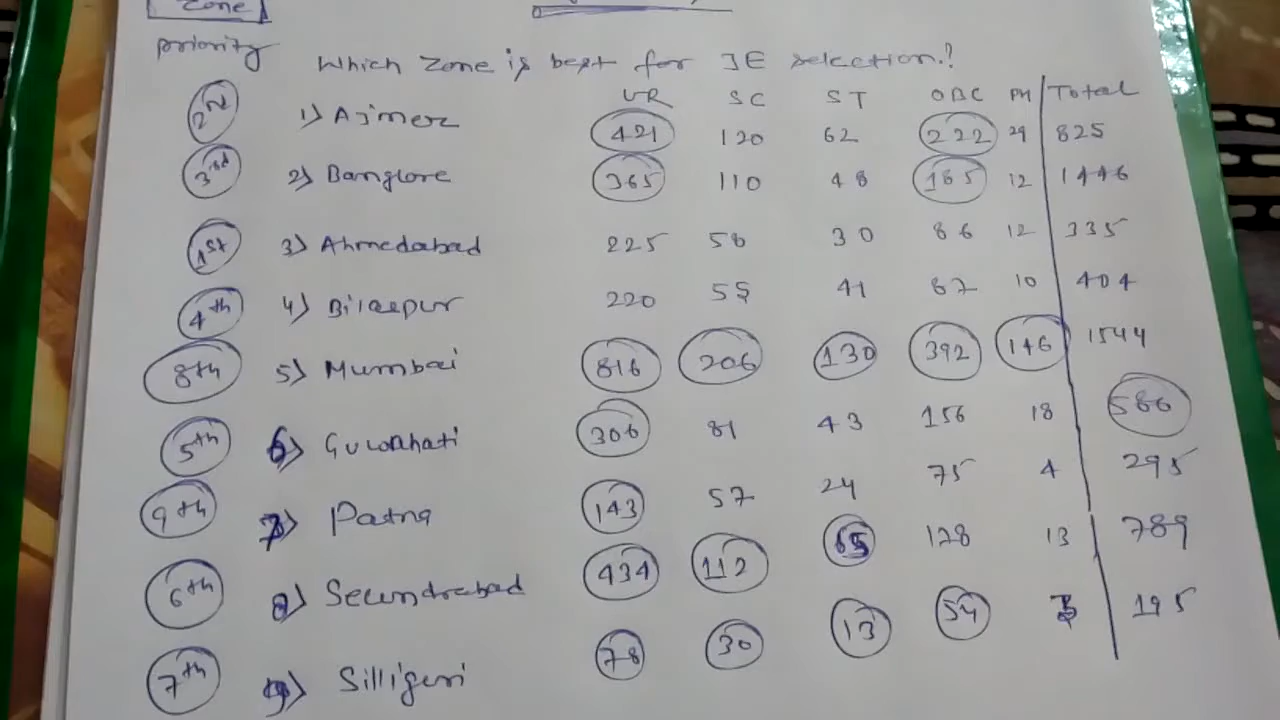 Zone
priority Which Zone is best for JE selection.?
UR SC ST OBC PH Total
2nd 1) Ajmer 421 120 62 222 29 825
3rd 2) Banglore 365 110 48 185 12 1446
1st 3) Ahmedabad 225 58 30 86 12 335
4th 4) Bilaspur 220 55 41 87 10 404
8th 5) Mumbai 816 206 130 392 146 1544
5th 6) Guwahati 306 81 43 156 18 586
9th 7) Patna 143 57 24 75 4 295
6th 8) Secundrabad 434 112 65 128 13 789
7th 9) Silliguri 78 30 13 54 195